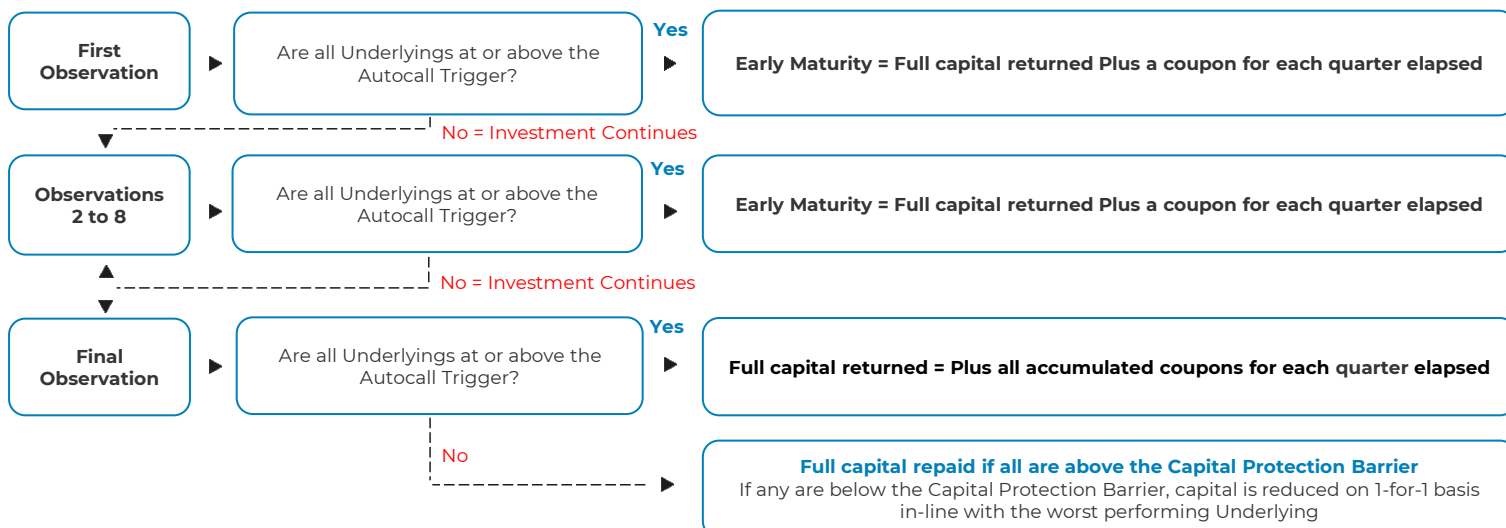 First
Observation
Are all Underlyings at or above the
Autocall Trigger?
Yes
Early Maturity = Full capital returned Plus a coupon for each quarter elapsed
No = Investment Continues
Observations
2 to 8
Are all Underlyings at or above the
Autocall Trigger?
Yes
Early Maturity = Full capital returned Plus a coupon for each quarter elapsed
No = Investment Continues
Final
Observation
Are all Underlyings at or above the
Autocall Trigger?
Yes
Full capital returned = Plus all accumulated coupons for each quarter elapsed
No
Full capital repaid if all are above the Capital Protection Barrier
If any are below the Capital Protection Barrier, capital is reduced on 1-for-1 basis
in-line with the worst performing Underlying